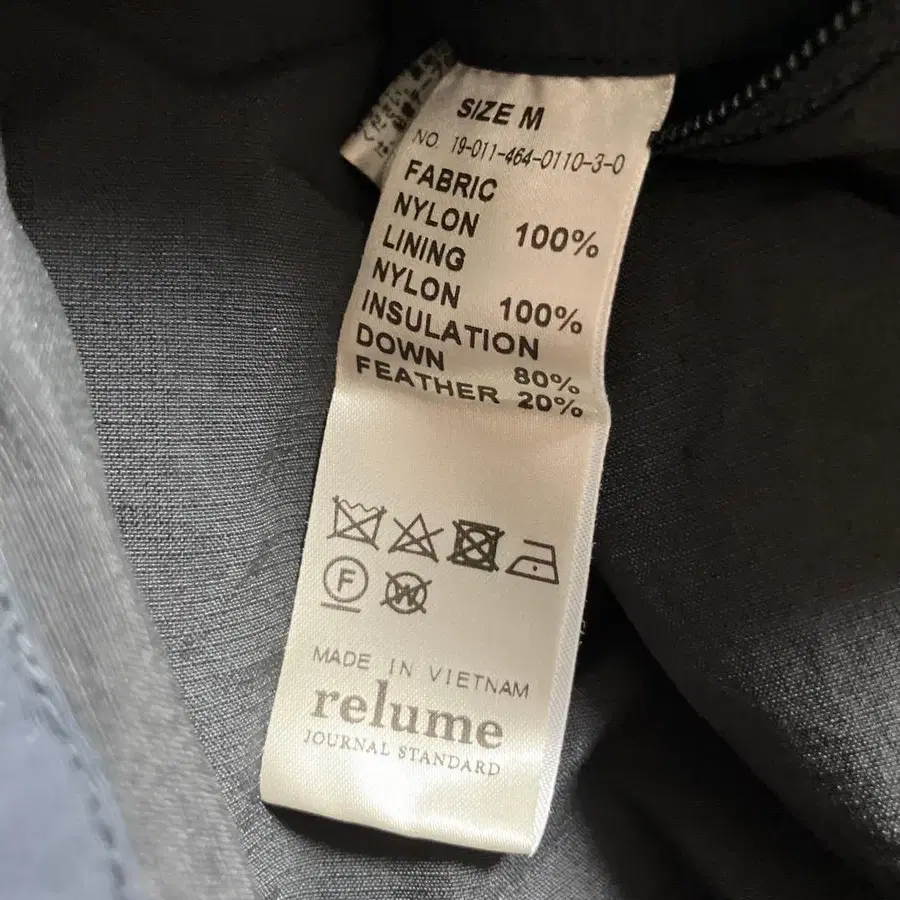 SIZE M
NO. 19-011-464-0110-3-0
FABRIC
NYLON 100%
LINING
NYLON 100%
INSULATION
DOWN 80%
FEATHER 20%
F W
MADE IN VIETNAM
relume
JOURNAL STANDARD